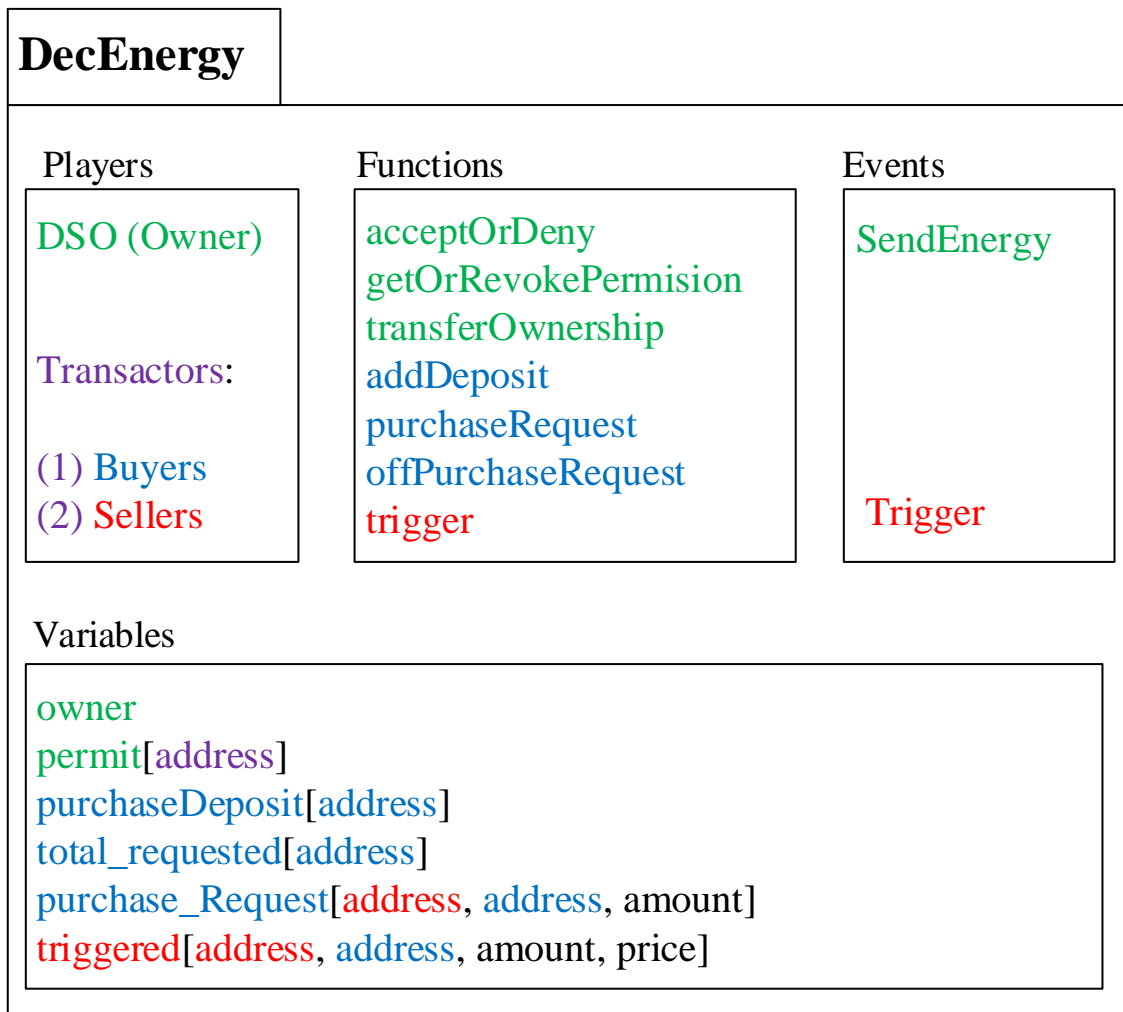 DecEnergy
Players
DSO (Owner)
Transactors:
(1) Buyers
(2) Sellers
Functions
acceptOrDeny
getOrRevokePermision
transferOwnership
addDeposit
purchaseRequest
offPurchaseRequest
trigger
Events
SendEnergy
Trigger
Variables
owner
permit[address]
purchaseDeposit[address]
total_requested[address]
purchase_Request[address, address, amount]
triggered[address, address, amount, price]